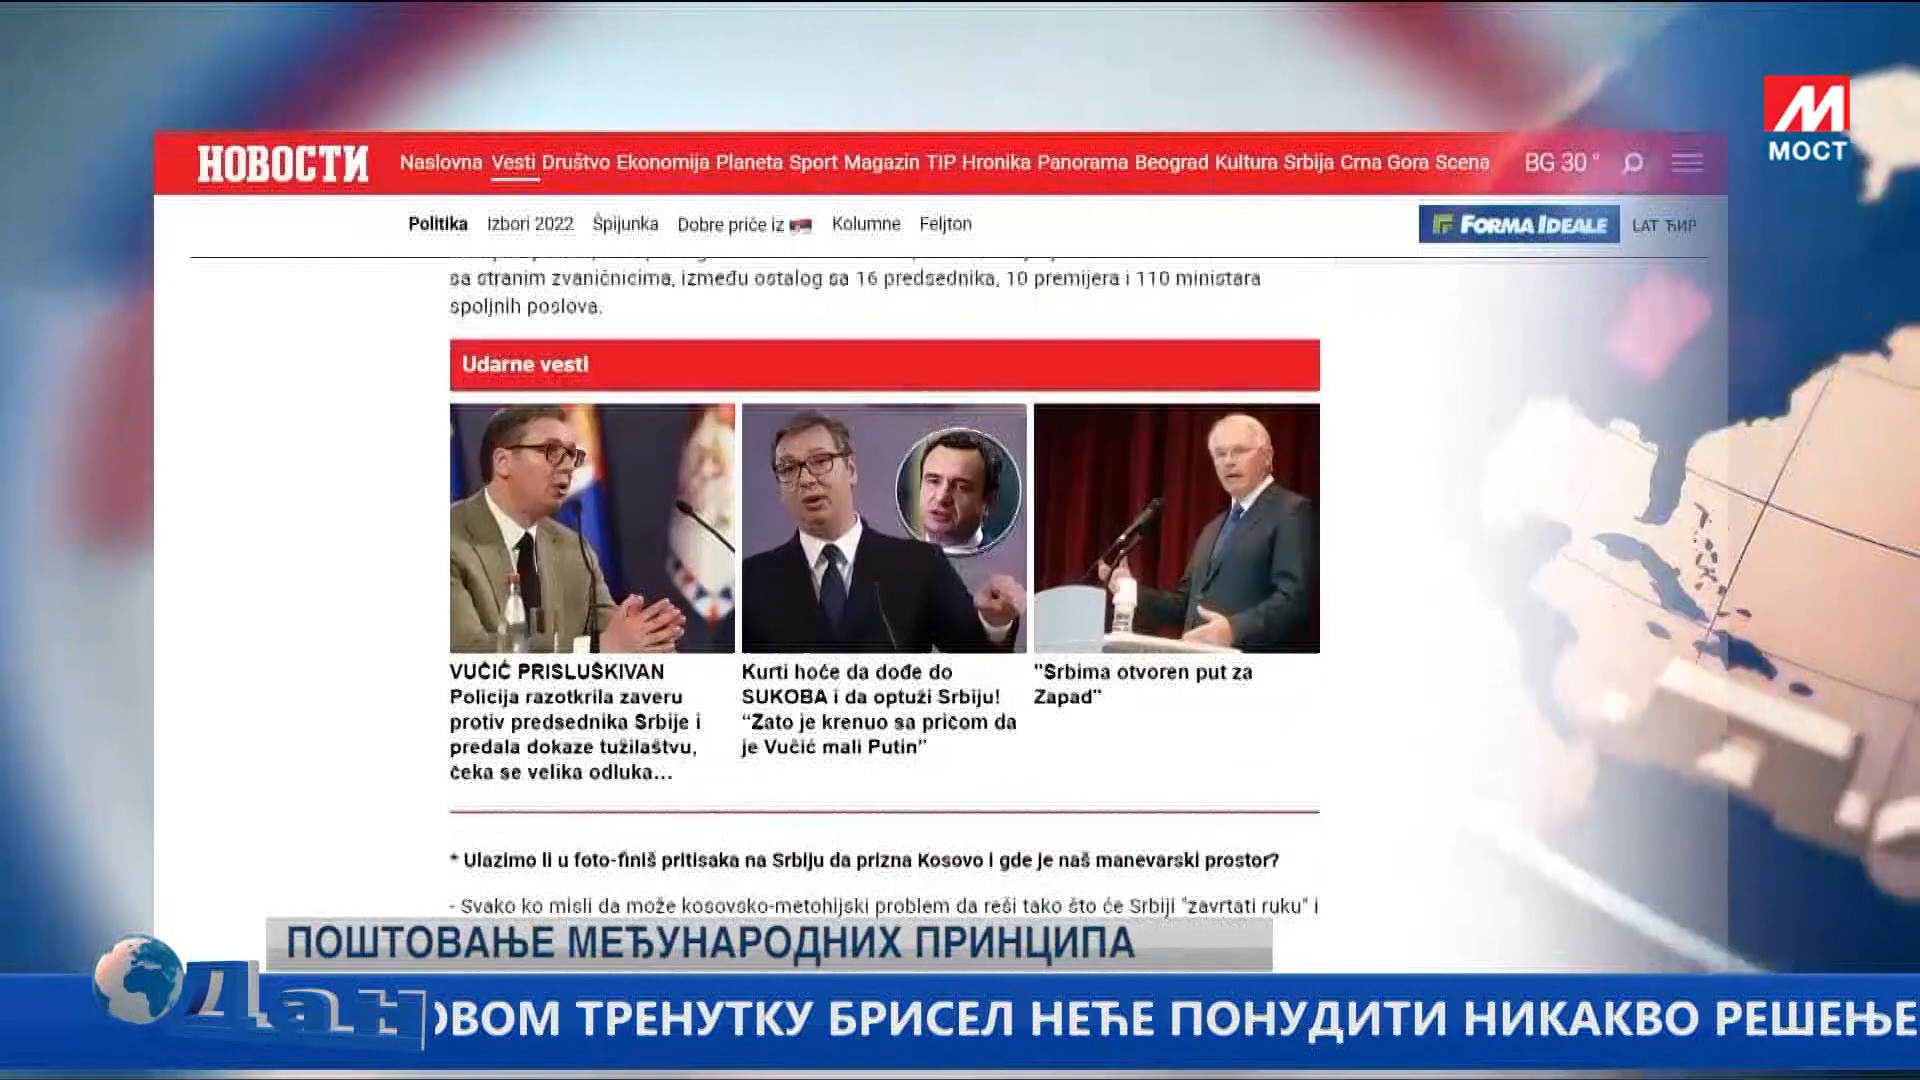 М
МОСТ
НОВОСТИ Naslovna Vesti Društvo Ekonomija Planeta Sport Magazin TIP Hronika Panorama Beograd Kultura Srbija Crna Gora Scena BG 30°
Politika Izbori 2022 Špijunka Dobre priče iz Kolumne Feljton FORMA IDEALE LAT ЋИР
sa stranim zvaničnicima, između ostalog sa 16 predsednika, 10 premijera i 110 ministara
spoljnih poslova.
Udarne vesti
VUČIĆ PRISLUŠKIVAN
Policija razotkrila zaveru
protiv predsednika Srbije i
predala dokaze tužilaštvu,
čeka se velika odluka...
Kurti hoće da dođe do
SUKOBA i da optuži Srbiju!
“Zato je krenuo sa pričom da
je Vučić mali Putin”
"Srbima otvoren put za
Zapad"
* Ulazimo li u foto-finiš pritisaka na Srbiju da prizna Kosovo i gde je naš manevarski prostor?
- Svako ko misli da može kosovsko-metohijski problem da reši tako što će Srbiji "zavrtati ruku" i
ПОШТОВАЊЕ МЕЂУНАРОДНИХ ПРИНЦИПА
Дан
ОВОМ ТРЕНУТКУ БРИСЕЛ НЕЋЕ ПОНУДИТИ НИКАКВО РЕШЕЊЕ